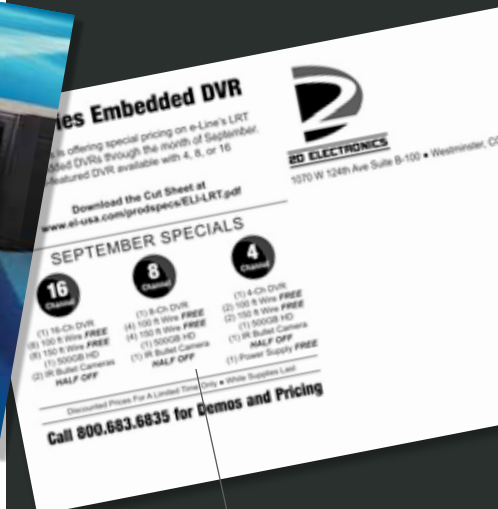 ies Embedded DVR
is offering special pricing on e-Line's LRT
dded DVRs through the month of September.
-featured DVR available with 4, 8, or 16
Download the Cut Sheet at
www.el-usa.com/prodspecs/ELI-LRT.pdf
SEPTEMBER SPECIALS
16
Channel
(1) 16-Ch DVR
(8) 100 ft Wire FREE
(8) 150 ft Wire FREE
(1) 500GB HD
(2) IR Bullet Cameras
HALF OFF
8
Channel
(1) 8-Ch DVR
(4) 100 ft Wire FREE
(4) 150 ft Wire FREE
(1) 500GB HD
(1) IR Bullet Camera
HALF OFF
4
Channel
(1) 4-Ch DVR
(2) 100 ft Wire FREE
(2) 150 ft Wire FREE
(1) 500GB HD
(1) IR Bullet Camera
HALF OFF
(1) Power Supply FREE
Discounted Prices For A Limited Time Only ■ While Supplies Last
Call 800.683.6835 for Demos and Pricing
2D ELECTRONICS
1070 W 124th Ave Suite B-100 ■ Westminster, CO